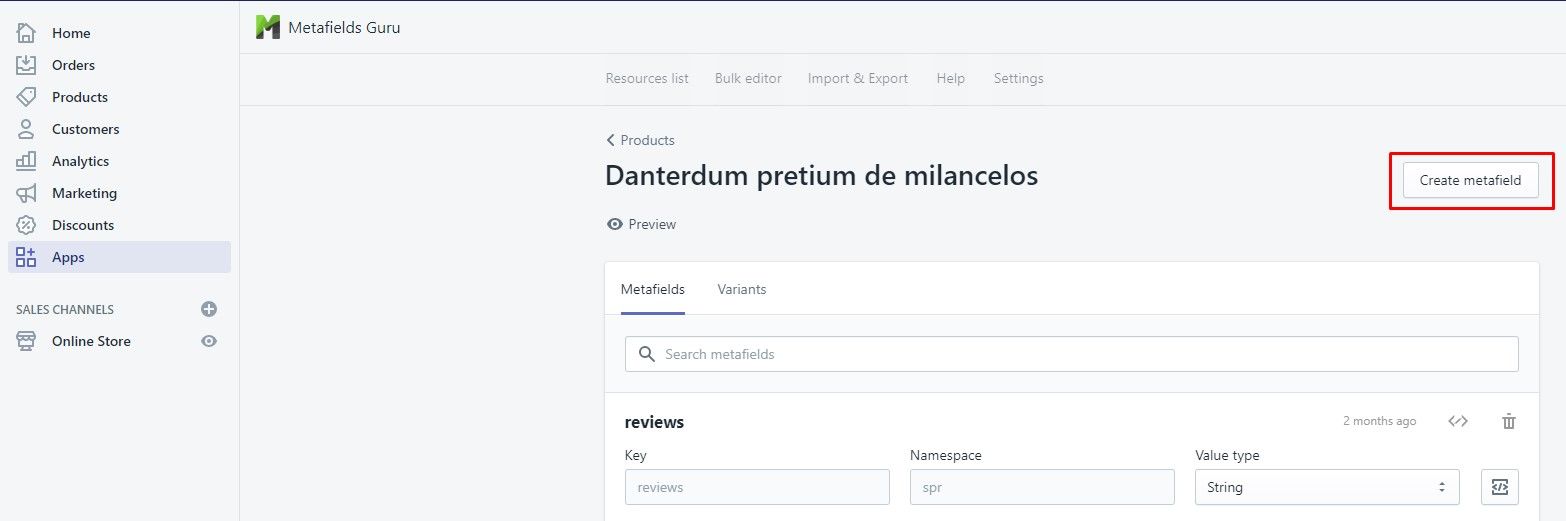 Home
Orders
Products
Customers
Analytics
Marketing
Discounts
Apps
SALES CHANNELS
Online Store
Metafields Guru
Resources list Bulk editor Import & Export Help Settings
Products
Danterdum pretium de milancelos
Create metafield
Preview
Metafields Variants
Search metafields
reviews 2 months ago
Key Namespace Value type
reviews spr String